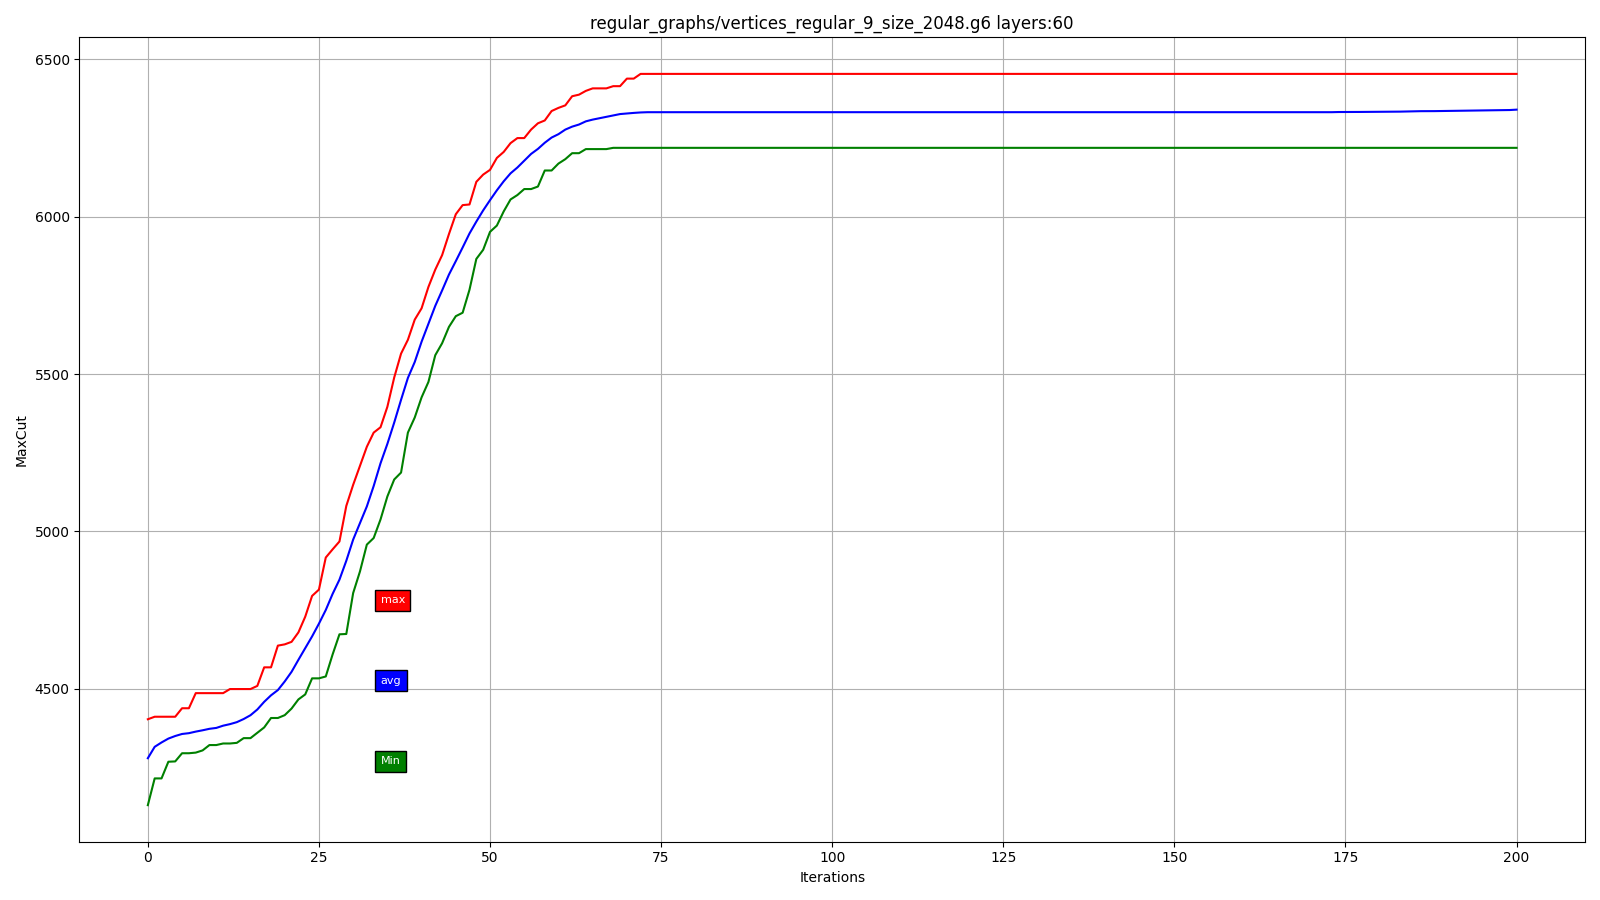 regular_graphs/vertices_regular_9_size_2048.g6 layers:60
6500
6000
5500
5000
4500
MaxCut
max
avg
Min
0 25 50 75 100 125 150 175 200
Iterations